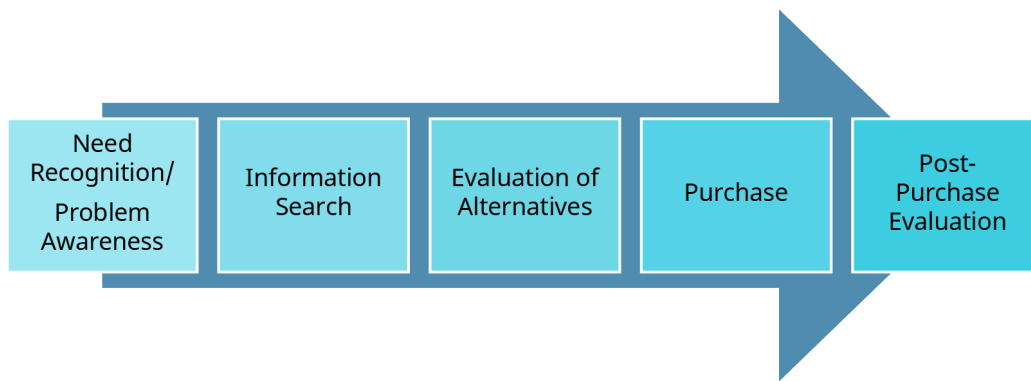 Need
Recognition/
Problem
Awareness
Information
Search
Evaluation of
Alternatives
Purchase
Post-
Purchase
Evaluation